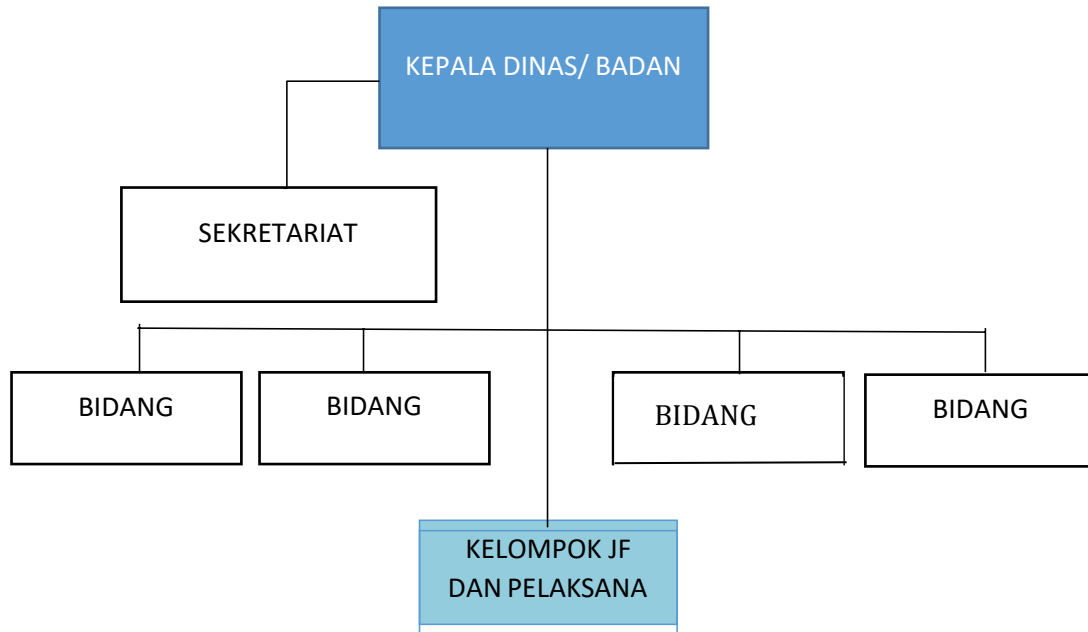 KEPALA DINAS/ BADAN
SEKRETARIAT
BIDANG
BIDANG
BIDANG
BIDANG
KELOMPOK JF
DAN PELAKSANA